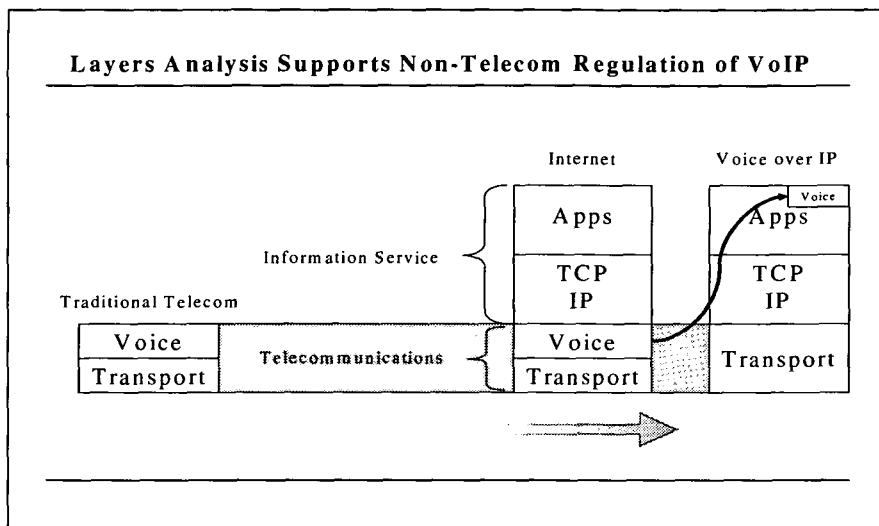 Layers Analysis Supports Non-Telecom Regulation of VoIP
Internet
Voice over IP
Apps
Voice
Apps
Information Service
TCP
IP
TCP
IP
Traditional Telecom
Voice
Telecommunications
Voice
Transport
Transport
Transport